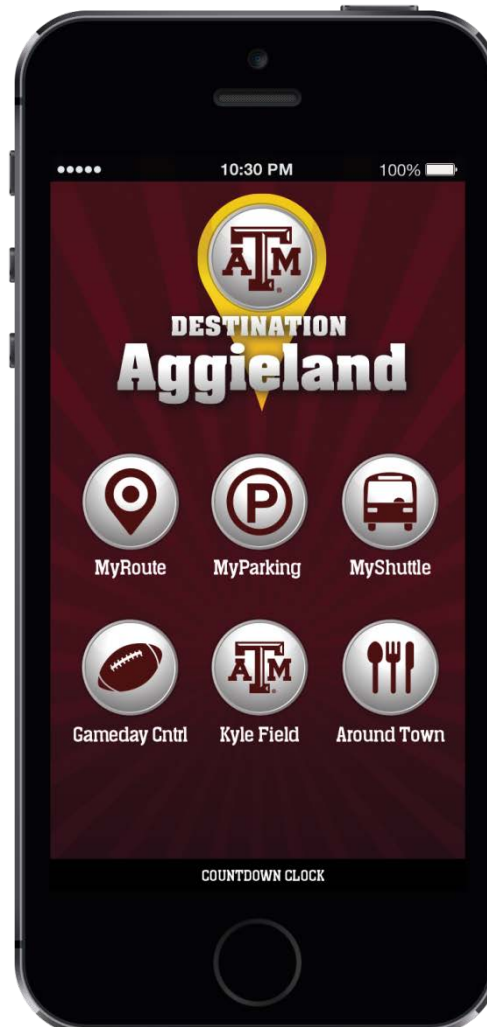 10:30 PM 100%
ATM
DESTINATION
Aggieland
P
MyRoute MyParking MyShuttle
ATM
Gameday Cntrl Kyle Field Around Town
COUNTDOWN CLOCK